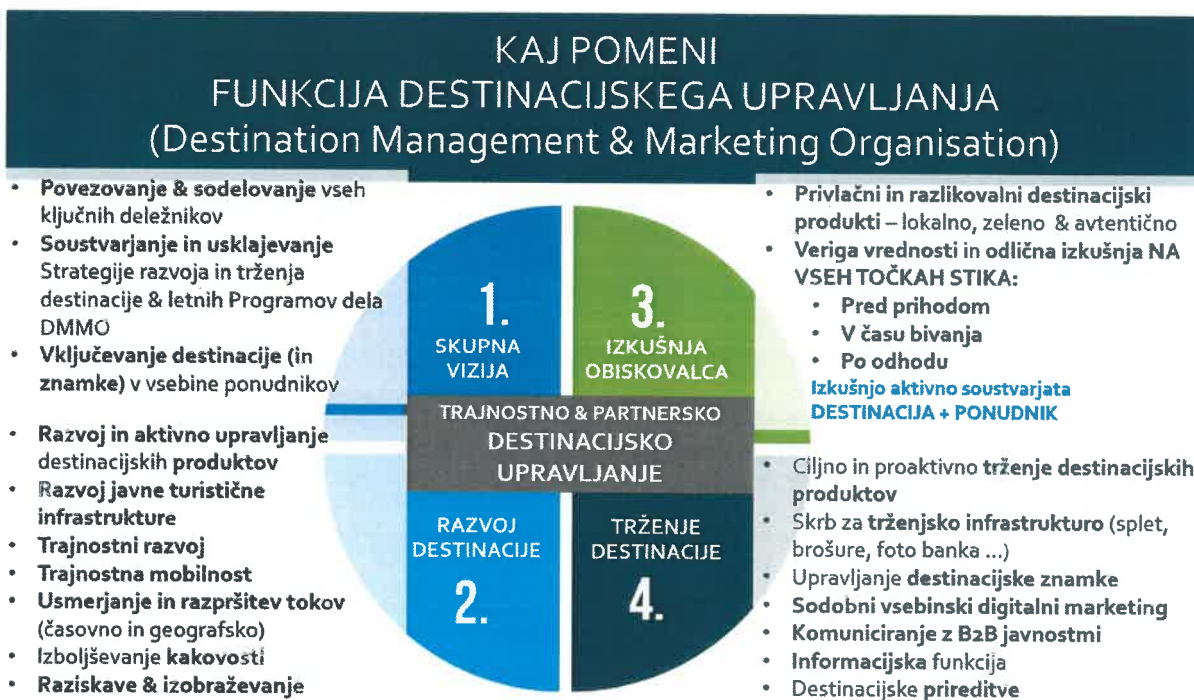 KAJ POMENI
FUNKCIJA DESTINACIJSKEGA UPRAVLJANJA
(Destination Management & Marketing Organisation)
• Povezovanje & sodelovanje vseh
ključnih deležnikov
• Soustvarjanje in usklajevanje
Strategije razvoja in trženja
destinacije & letnih Programov dela
DMMO
• Vključevanje destinacije (in
znamke) v vsebine ponudnikov
1.
SKUPNA
VIZIJA
3.
IZKUŠNJA
OBISKOVALCA
• Privlačni in razlikovalni destinacijski
produkti – lokalno, zeleno & avtentično
• Veriga vrednosti in odlična izkušnja NA
VSEH TOČKAH STIKA:
• Pred prihodom
• V času bivanja
• Po odhodu
Izkušnjo aktivno soustvarjata
DESTINACIJA + PONUDNIK
TRAJNOSTNO & PARTNERSKO
DESTINACIJSKO
UPRAVLJANJE
• Razvoj in aktivno upravljanje
destinacijskih produktov
• Razvoj javne turistične
infrastrukture
• Trajnostni razvoj
• Trajnostna mobilnost
• Usmerjanje in razpršitev tokov
(časovno in geografsko)
• Izboljševanje kakovosti
• Raziskave & izobraževanje
RAZVOJ
DESTINACIJE
2.
TRŽENJE
DESTINACIJE
4.
• Ciljno in proaktivno trženje destinacijskih
produktov
• Skrb za trženjsko infrastrukturo (splet,
brošure, foto banka ...)
• Upravljanje destinacijske znamke
• Sodobni vsebinski digitalni marketing
• Komuniciranje z B2B javnostmi
• Informacijska funkcija
• Destinacijske prireditve